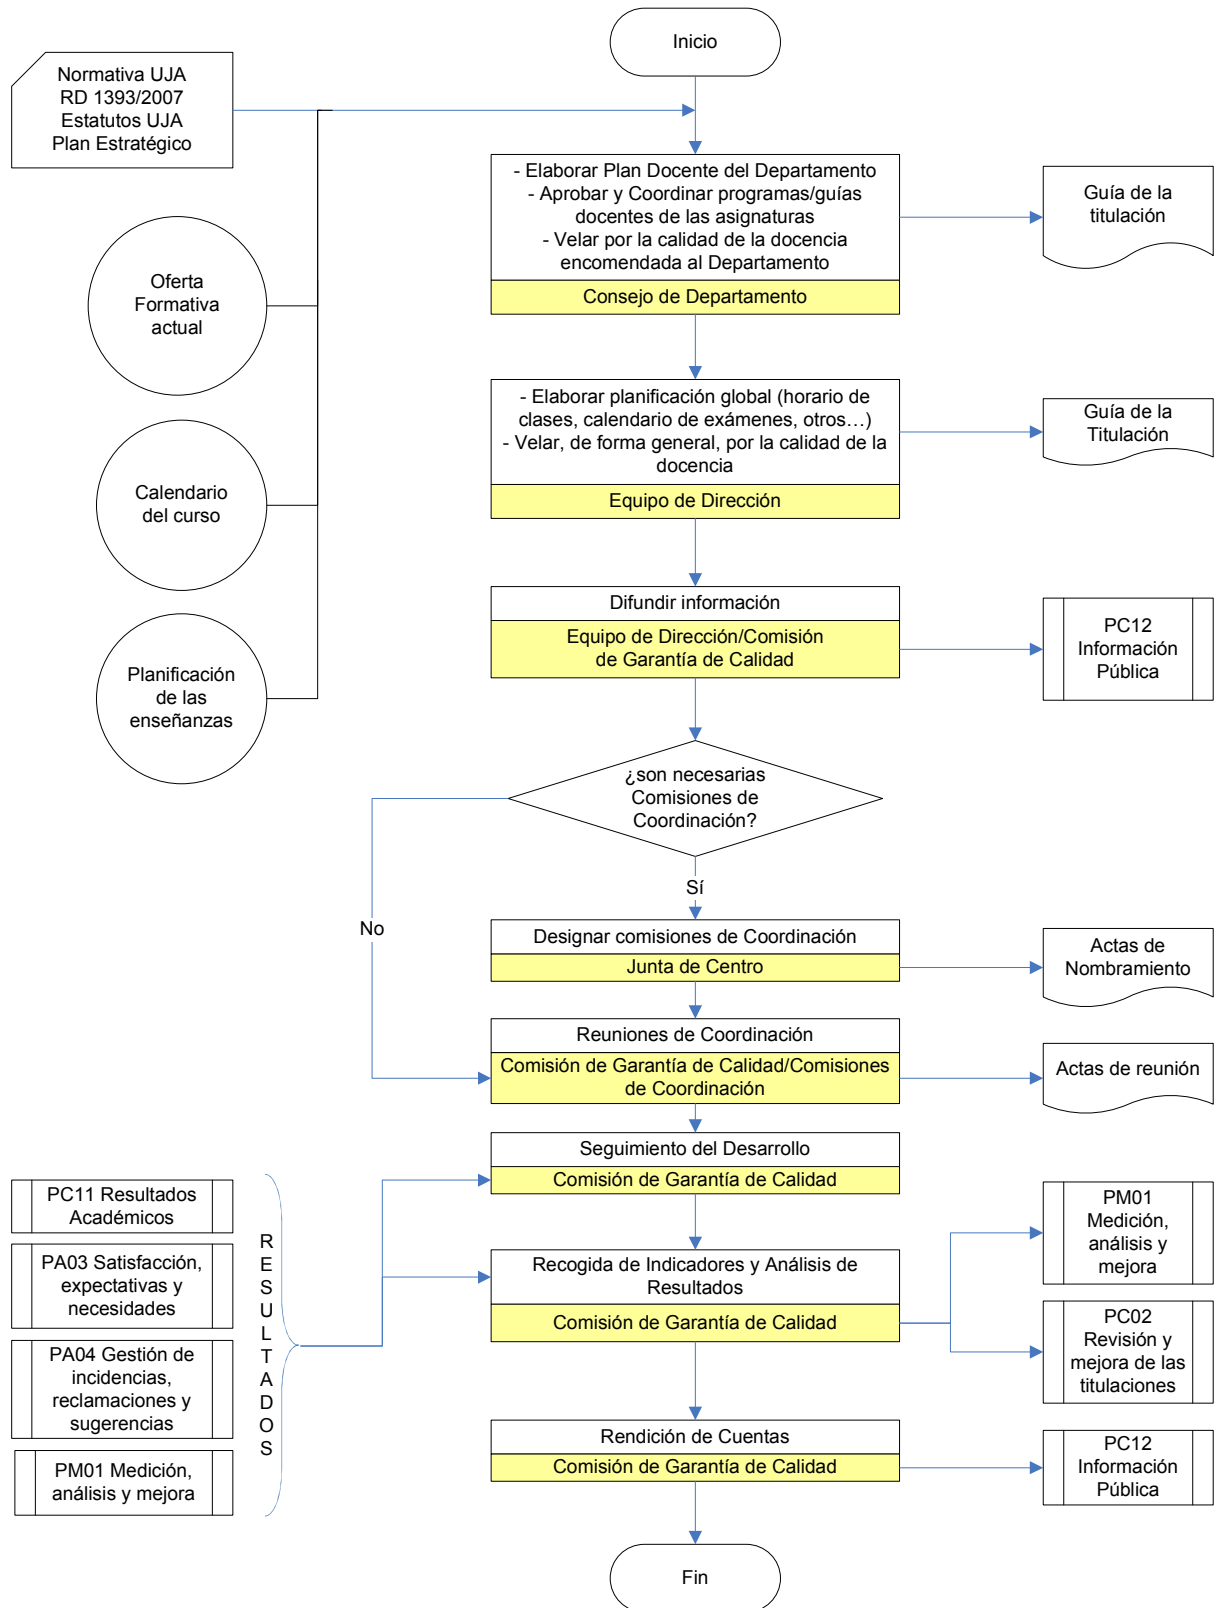 Inicio
Normativa UJA
RD 1393/2007
Estatutos UJA
Plan Estratégico
- Elaborar Plan Docente del Departamento
- Aprobar y Coordinar programas/guías
docentes de las asignaturas
- Velar por la calidad de la docencia
encomendada al Departamento
Consejo de Departamento
Guía de la
titulación
Oferta
Formativa
actual
- Elaborar planificación global (horario de
clases, calendario de exámenes, otros…)
- Velar, de forma general, por la calidad de la
docencia
Equipo de Dirección
Guía de la
Titulación
Calendario
del curso
Difundir información
Equipo de Dirección/Comisión
de Garantía de Calidad
PC12
Información
Pública
Planificación
de las
enseñanzas
¿son necesarias
Comisiones de
Coordinación?
Sí
No
Designar comisiones de Coordinación
Junta de Centro
Actas de
Nombramiento
Reuniones de Coordinación
Comisión de Garantía de Calidad/Comisiones
de Coordinación
Actas de reunión
Seguimiento del Desarrollo
Comisión de Garantía de Calidad
PC11 Resultados
Académicos
PA03 Satisfacción,
expectativas y
necesidades
PA04 Gestión de
incidencias,
reclamaciones y
sugerencias
PM01 Medición,
análisis y mejora
R
E
S
U
L
T
A
D
O
S
Recogida de Indicadores y Análisis de
Resultados
Comisión de Garantía de Calidad
PM01
Medición,
análisis y
mejora
PC02
Revisión y
mejora de las
titulaciones
Rendición de Cuentas
Comisión de Garantía de Calidad
PC12
Información
Pública
Fin